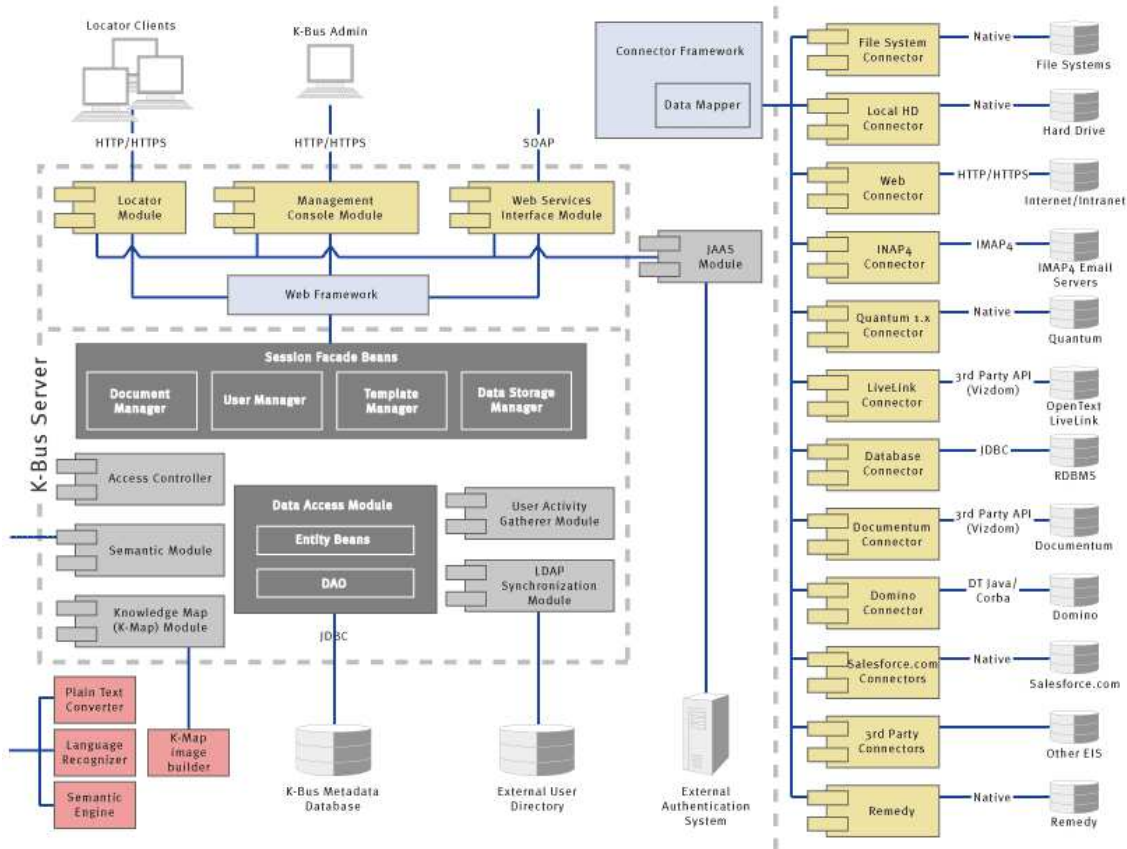 Locator Clients
K-Bus Admin
HTTP/HTTPS
HTTP/HTTPS
SOAP
Locator
Module
Management
Console Module
Web Services
Interface Module
JAAS
Module
Web Framework
K-Bus Server
Session Facade Beans
Document
Manager
User Manager
Template
Manager
Data Storage
Manager
Access Controller
Semantic Module
Knowledge Map
(K-Map) Module
Data Access Module
Entity Beans
DAO
JDBC
User Activity
Gatherer Module
LDAP
Synchronization
Module
Plain Text
Converter
Language
Recognizer
Semantic
Engine
K-Map
image
builder
K-Bus Metadata
Database
External User
Directory
External
Authentication
System
Connector Framework
Data Mapper
File System
Connector
Native
File Systems
Local HD
Connector
Native
Hard Drive
Web
Connector
HTTP/HTTPS
Internet/Intranet
INAP4
Connector
IMAP4
IMAP4 Email
Servers
Quantum 1.x
Connector
Native
Quantum
LiveLink
Connector
3rd Party API
(Vizdom)
OpenText
LiveLink
Database
Connector
JDBC
RDBMS
Documentum
Connector
3rd Party API
(Vizdom)
Documentum
Domino
Connector
DT Java/
Corba
Domino
Salesforce.com
Connectors
Native
Salesforce.com
3rd Party
Connectors
Other EIS
Remedy
Native
Remedy